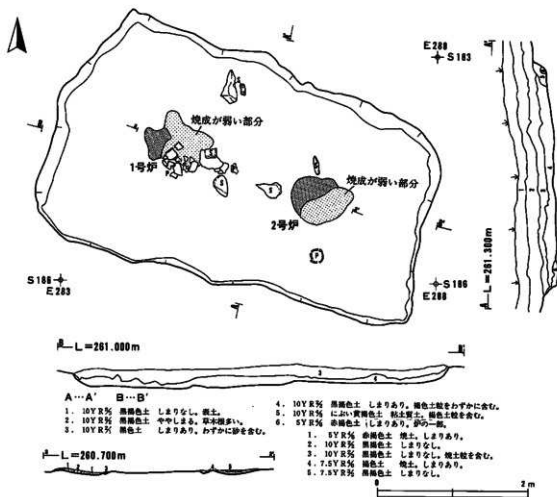 E288 S183
焼成が弱い部分
1号炉
焼成が弱い部分
2号炉
P
S186
E283
S186
E288
L=261.300m
L=261.000m
A…A′ B…B′
1. 10YR 黒褐色土 しまりなし。表土。
2. 10YR 黒褐色土 ややしまる。草木根多い。
3. 10YR 黒色土 しまりあり。わずかに砂を含む。
4. 10YR 黒褐色土 しまりあり。褐色土粒をわずかに含む。
5. 10YR にぶい黄褐色土 粘土質土。褐色土粒を含む。
6. 5YR 赤褐色土 しまりあり。炉の一部。
1. 5YR 赤褐色土 焼土。しまりあり。
2. 10YR 黒褐色土 しまりなし。
3. 10YR 黒褐色土 しまりなし。焼土粒を含む。
4. 7.5YR 褐色土 焼土。しまりあり。
5. 7.5YR 黒褐色土 しまりなし。
260.700m
0 2m